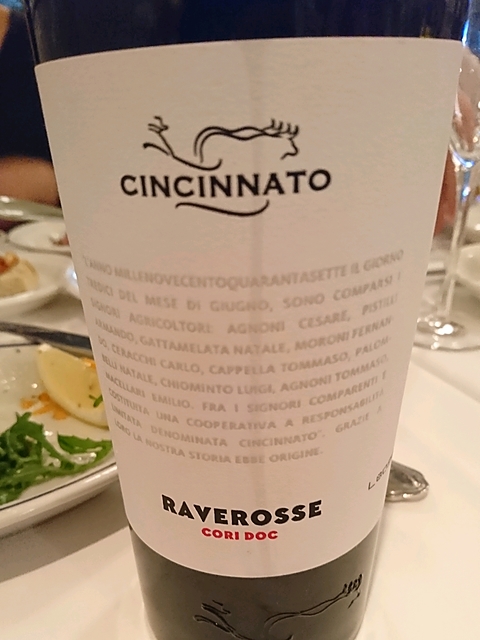 CINCINNATO
L'ANNO MILLENOVECENTOQUARANTASETTE IL GIORNO
TREDICI DEL MESE DI GIUGNO, SONO COMPARSI I
SIGNORI AGRICOLTORI: AGNONI CESARE, PISTILLI
ARMANDO, GATTAMELATA NATALE, MORONI FERNAN-
DO, CERACCHI CARLO, CAPPELLA TOMMASO, PALOM-
BELLI NATALE, CHIOMINTO LUIGI, AGNONI TOMMASO,
MACELLARI EMILIO. FRA I SIGNORI COMPARENTI È
COSTITUITA UNA COOPERATIVA A RESPONSABILITÀ
LIMITATA DENOMINATA CINCINNATO". GRAZIE A
LORO LA NOSTRA STORIA EBBE ORIGINE.
RAVEROSSE
CORI DOC